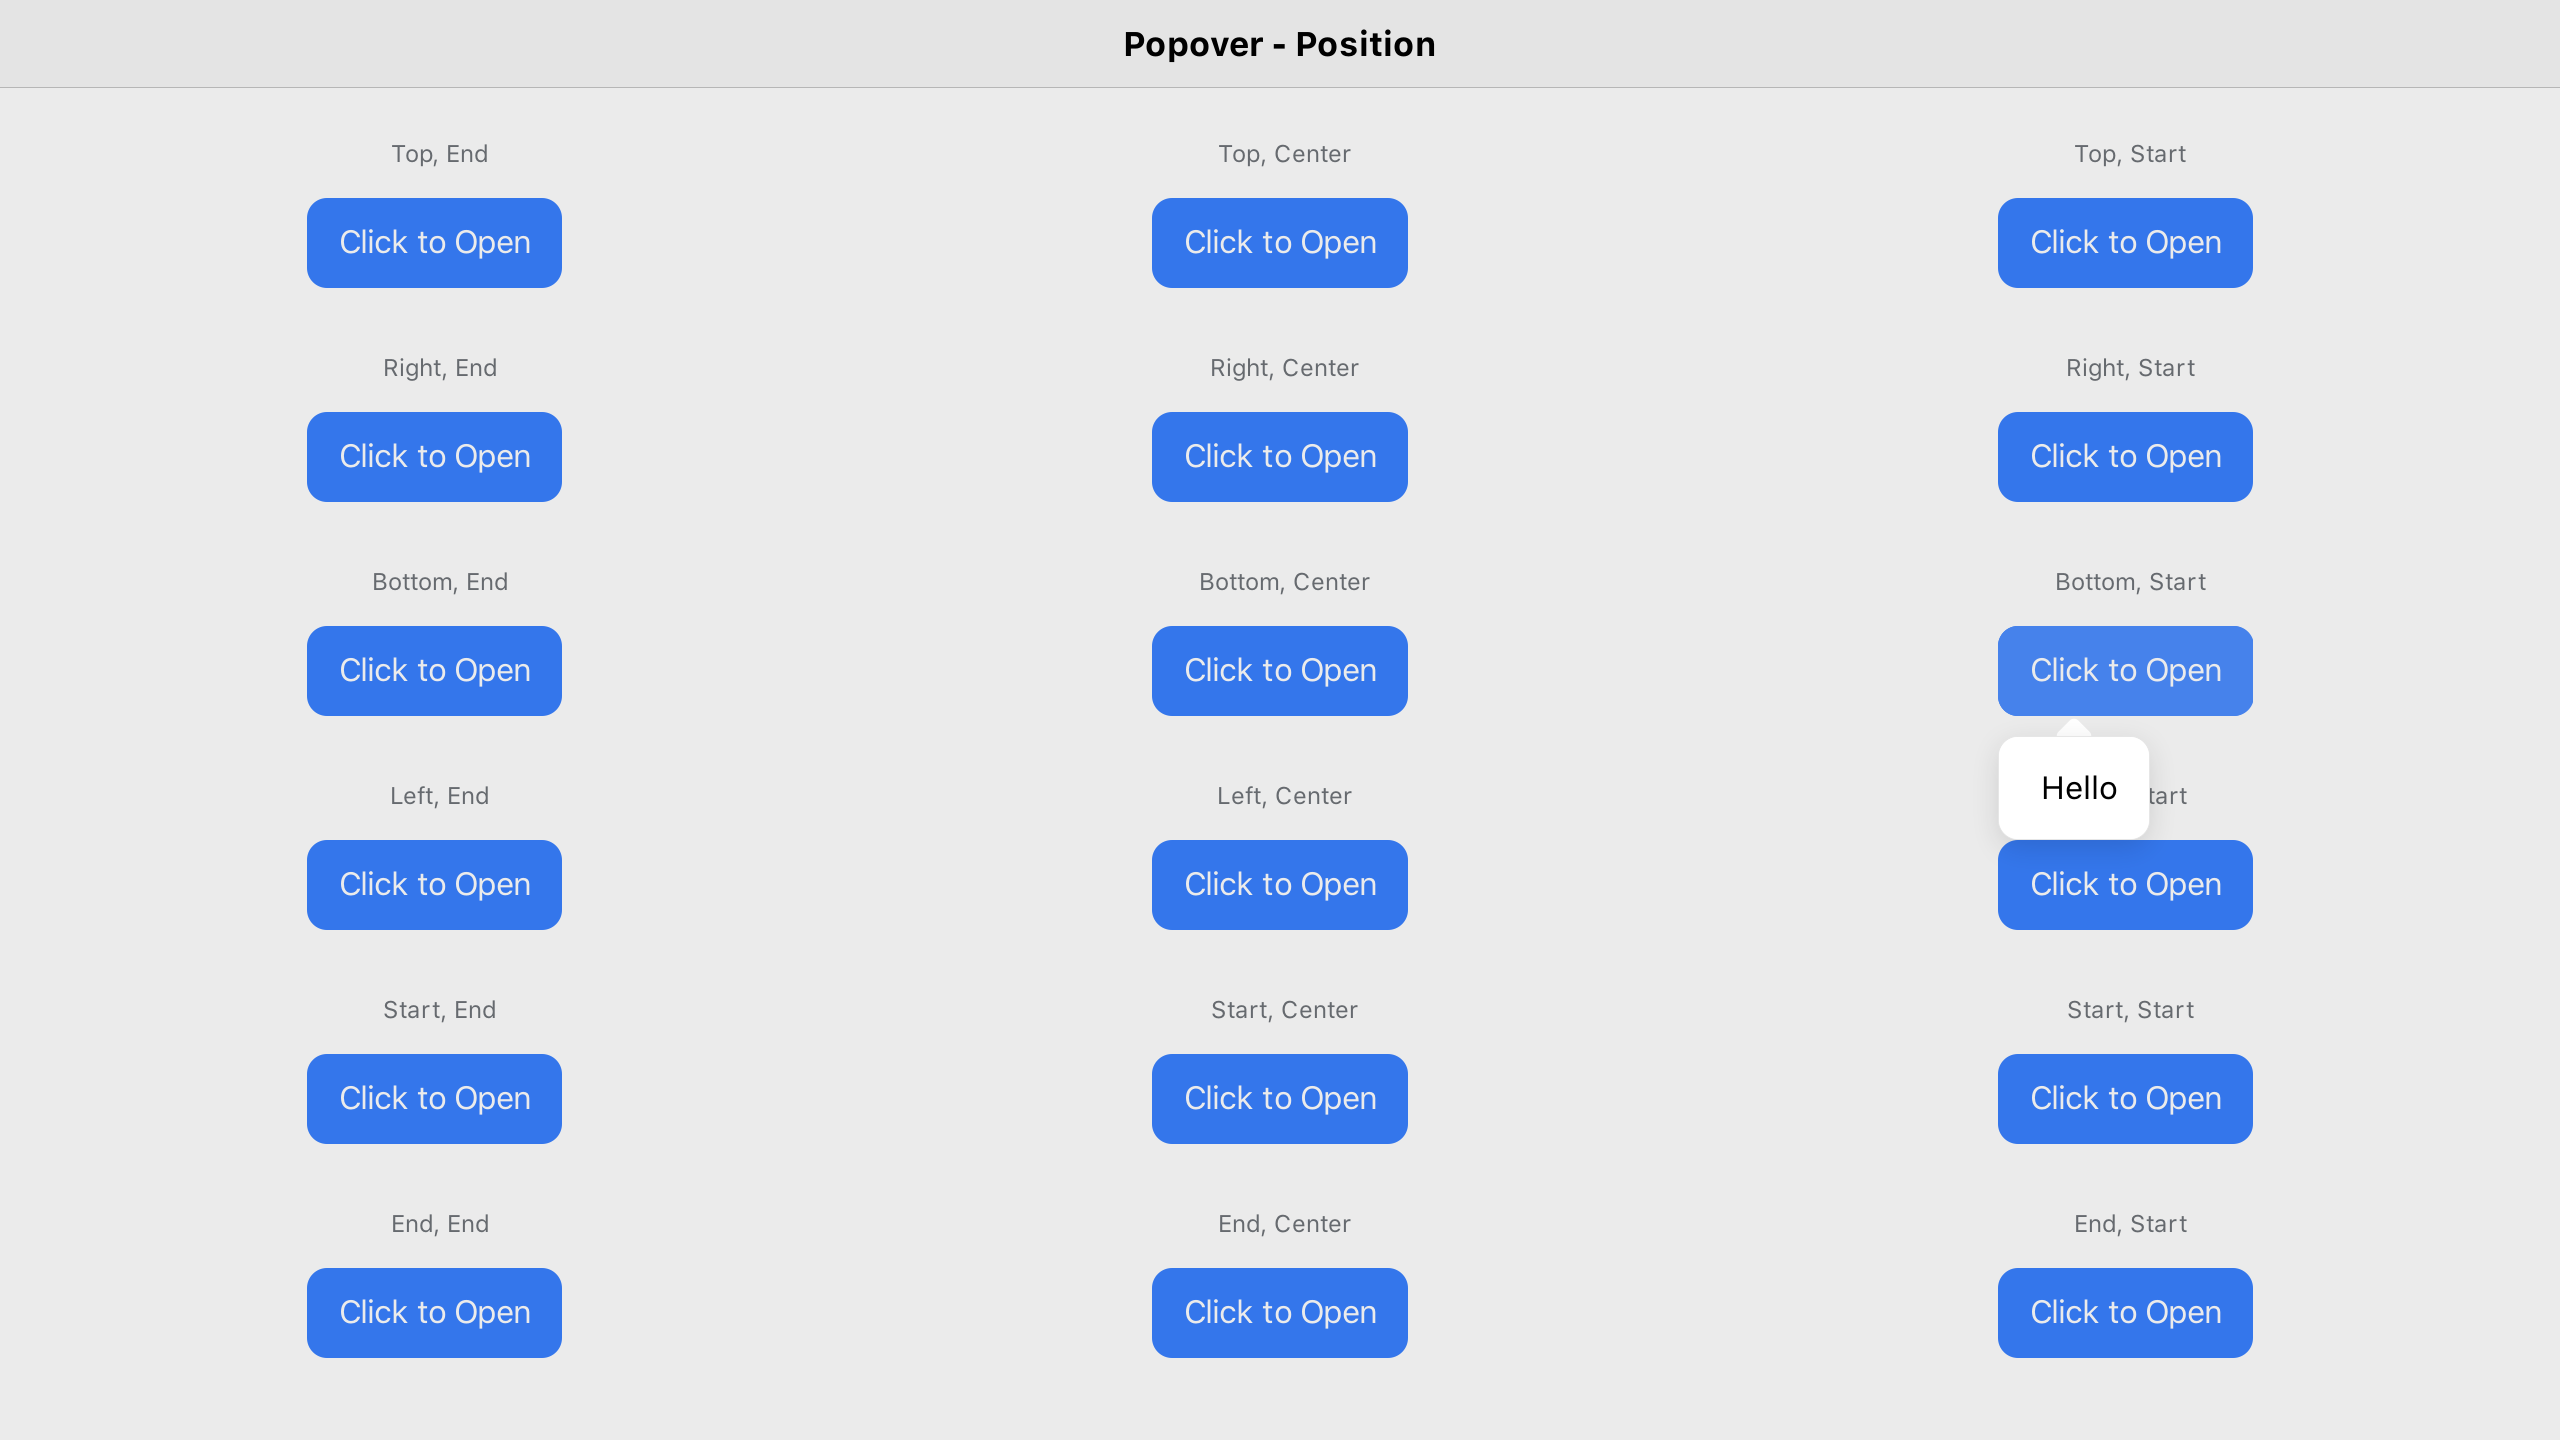 Popover - Position
Top, End
Top, Center
Top, Start
Click to Open
Click to Open
Click to Open
Right, End
Right, Center
Right, Start
Click to Open
Click to Open
Click to Open
Bottom, End
Bottom, Center
Bottom, Start
Click to Open
Click to Open
Click to Open
Hello
Left, End
Left, Center
tart
Click to Open
Click to Open
Click to Open
Start, End
Start, Center
Start, Start
Click to Open
Click to Open
Click to Open
End, End
End, Center
End, Start
Click to Open
Click to Open
Click to Open